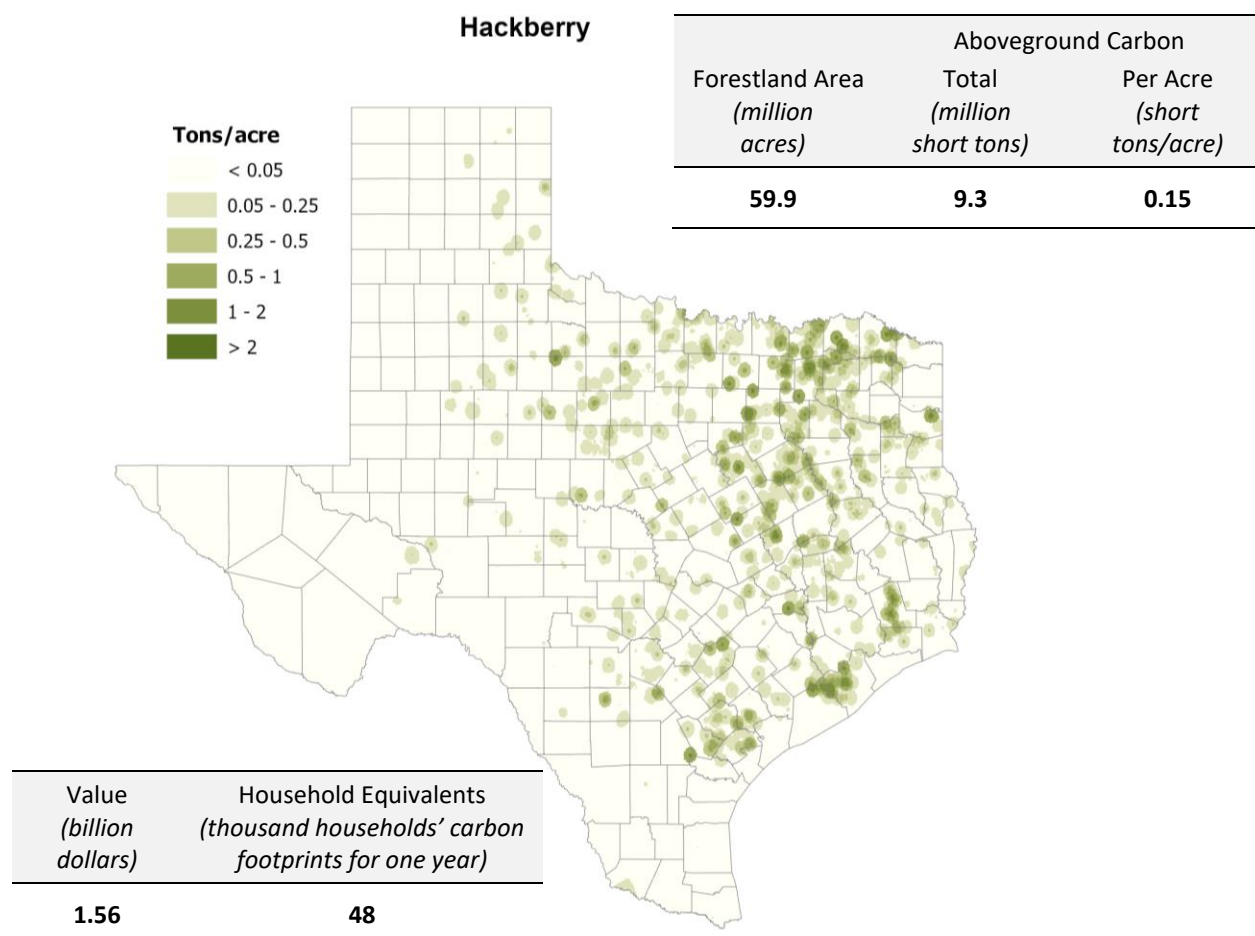 Hackberry
Aboveground Carbon
Forestland Area Total Per Acre
(million (million (short
acres) short tons) tons/acre)
59.9 9.3 0.15
Tons/acre
< 0.05
0.05 - 0.25
0.25 - 0.5
0.5 - 1
1 - 2
> 2
Value Household Equivalents
(billion (thousand households’ carbon
dollars) footprints for one year)
1.56 48